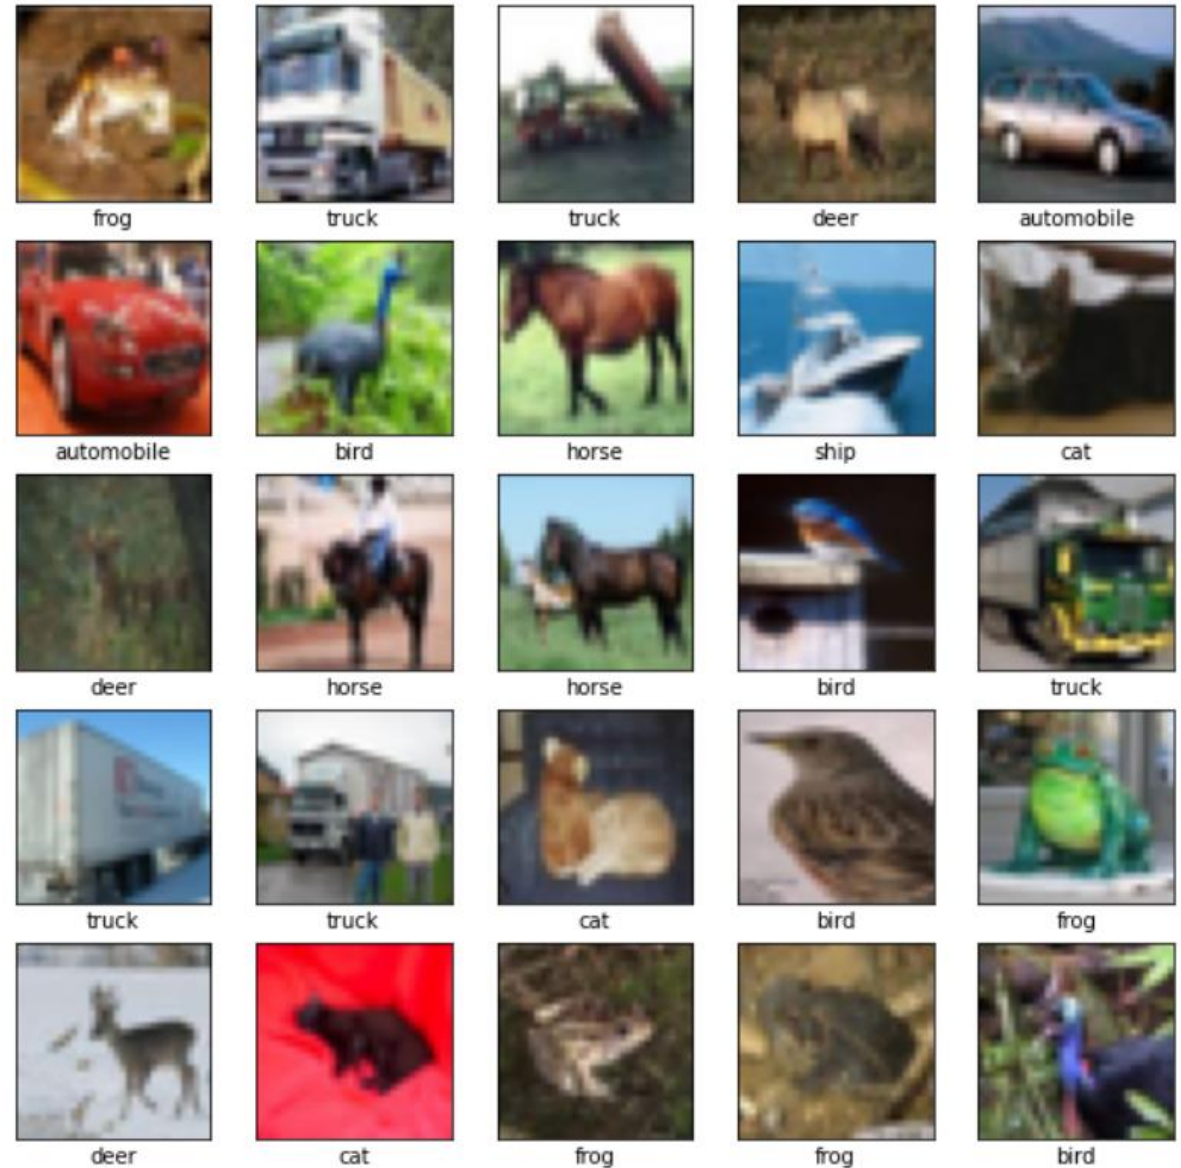 frog truck truck deer automobile
automobile bird horse ship cat
deer horse horse bird truck
truck truck cat bird frog
deer cat frog frog bird